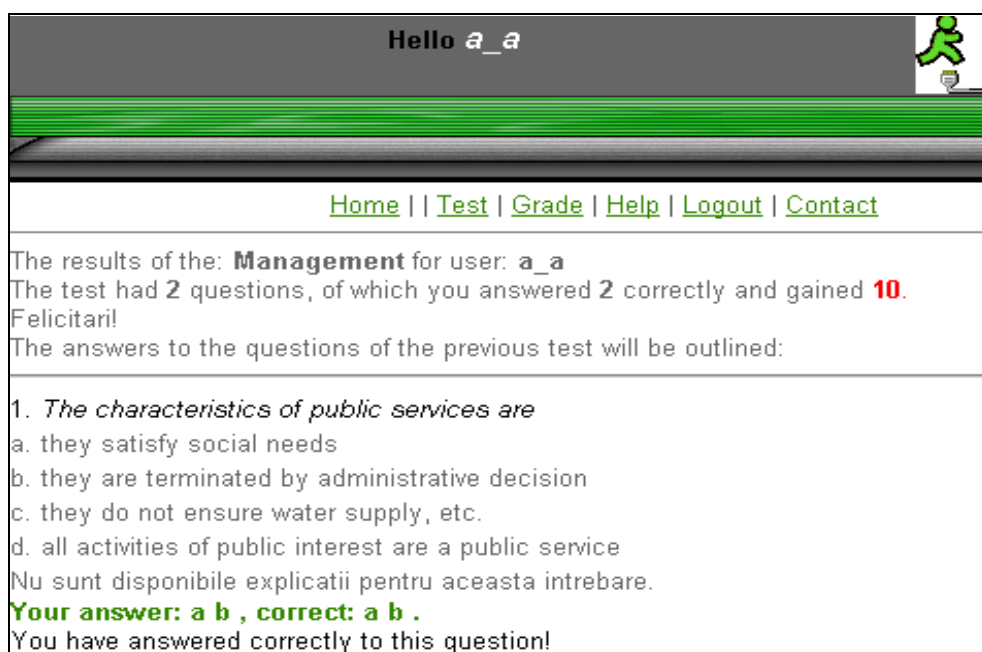 Hello a_a
Home | | Test | Grade | Help | Logout | Contact
The results of the: Management for user: a_a
The test had 2 questions, of which you answered 2 correctly and gained 10.
Felicitari!
The answers to the questions of the previous test will be outlined:
1. The characteristics of public services are
a. they satisfy social needs
b. they are terminated by administrative decision
c. they do not ensure water supply, etc.
d. all activities of public interest are a public service
Nu sunt disponibile explicatii pentru aceasta intrebare.
Your answer: a b , correct: a b .
You have answered correctly to this question!